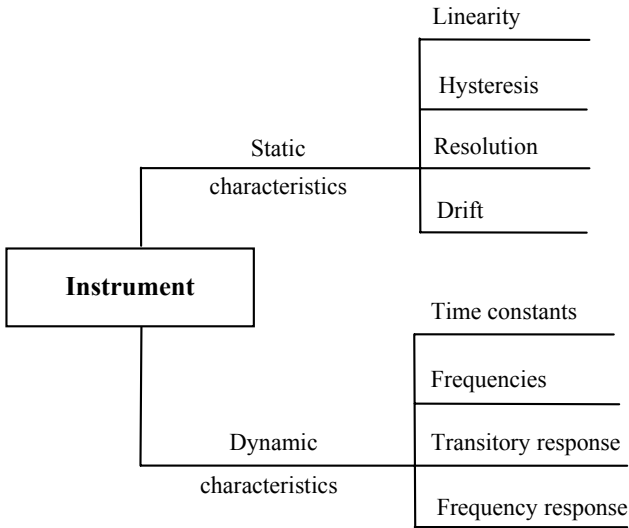 Linearity
Hysteresis
Static
Resolution
characteristics
Drift
Instrument
Time constants
Frequencies
Dynamic
Transitory response
characteristics
Frequency response